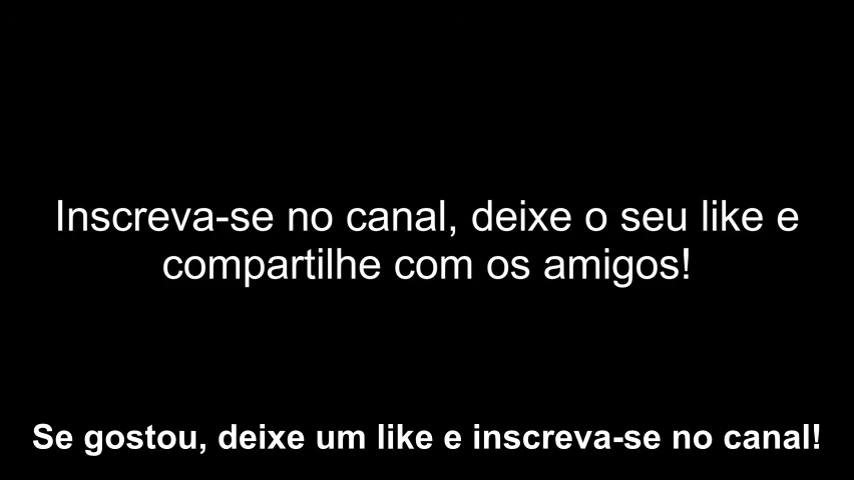 Inscreva-se no canal, deixe o seu like e
compartilhe com os amigos!
Se gostou, deixe um like e inscreva-se no canal!